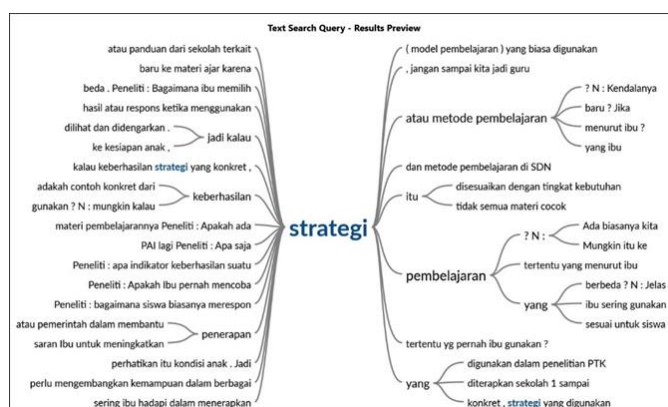 Text Search Query - Results Preview
atau panduan dari sekolah terkait
baru ke materi ajar karena
beda . Peneliti : Bagaimana ibu memilih
hasil atau respons ketika menggunakan
dilihat dan didengarkan .
ke kesiapan anak ,
jadi kalau
kalau keberhasilan strategi yang konkret ,
adakah contoh konkret dari
gunakan ? N : mungkin kalau
keberhasilan
materi pembelajarannya Peneliti : Apakah ada
PAI lagi Peneliti : Apa saja
Peneliti : apa indikator keberhasilan suatu
Peneliti : Apakah Ibu pernah mencoba
Peneliti : bagaimana siswa biasanya merespon
atau pemerintah dalam membantu
saran Ibu untuk meningkatkan
penerapan
perhatikan itu kondisi anak . Jadi
perlu mengembangkan kemampuan dalam berbagai
sering ibu hadapi dalam menerapkan
strategi
( model pembelajaran ) yang biasa digunakan
, jangan sampai kita jadi guru
atau metode pembelajaran
? N : Kendalanya
baru ? Jika
menurut ibu ?
yang ibu
dan metode pembelajaran di SDN
itu
disesuaikan dengan tingkat kebutuhan
tidak semua materi cocok
pembelajaran
? N :
Ada biasanya kita
Mungkin itu ke
tertentu yang menurut ibu
yang
berbeda ? N : Jelas
ibu sering gunakan
sesuai untuk siswa
tertentu yg pernah ibu gunakan ?
yang
digunakan dalam penelitian PTK
diterapkan sekolah 1 sampai
konkret , strategi yang digunakan